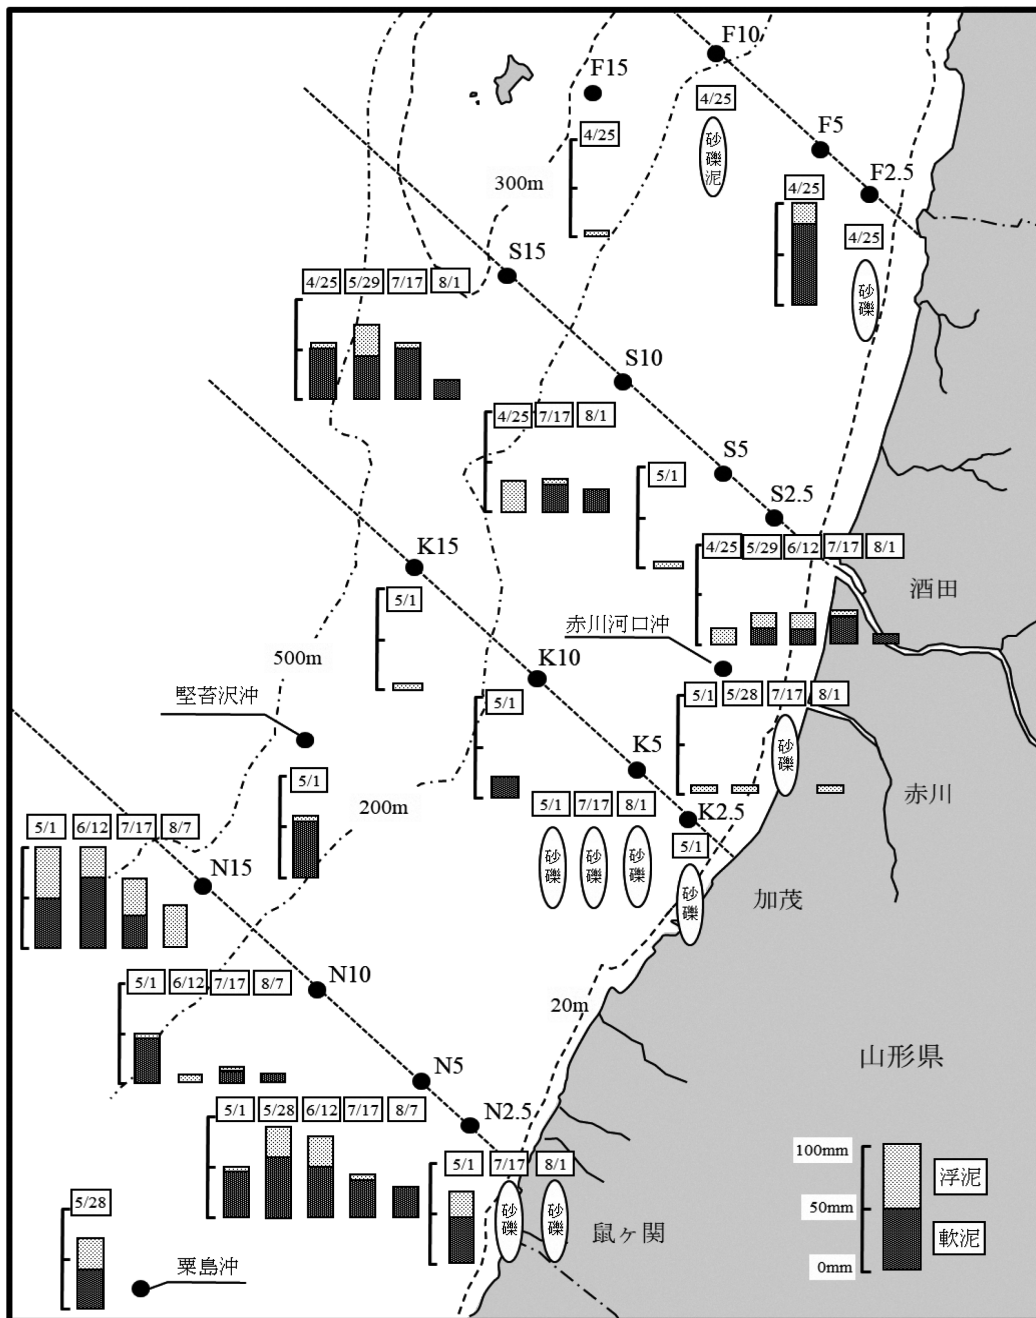 F10
F15
4/25
4/25
砂礫泥
F5
F2.5
4/25
4/25
砂礫
300m
S15
4/25 5/29 7/17 8/1
S10
4/25 7/17 8/1
S5
5/1
S2.5
4/25 5/29 6/12 7/17 8/1
酒田
K15
5/1
赤川河口沖
5/1 5/28 7/17 8/1
砂礫
500m
K10
5/1
堅苔沢沖
5/1
K5
5/1 7/17 8/1
砂礫 砂礫 砂礫
K2.5
5/1
砂礫
赤川
200m
加茂
5/1 6/12 7/17 8/7
N15
5/1 6/12 7/17 8/7
N10
20m
山形県
N5
5/1 5/28 6/12 7/17 8/7
N2.5
5/1 7/17 8/1
砂礫 砂礫
鼠ヶ関
5/28
粟島沖
100mm
浮泥
50mm
軟泥
0mm